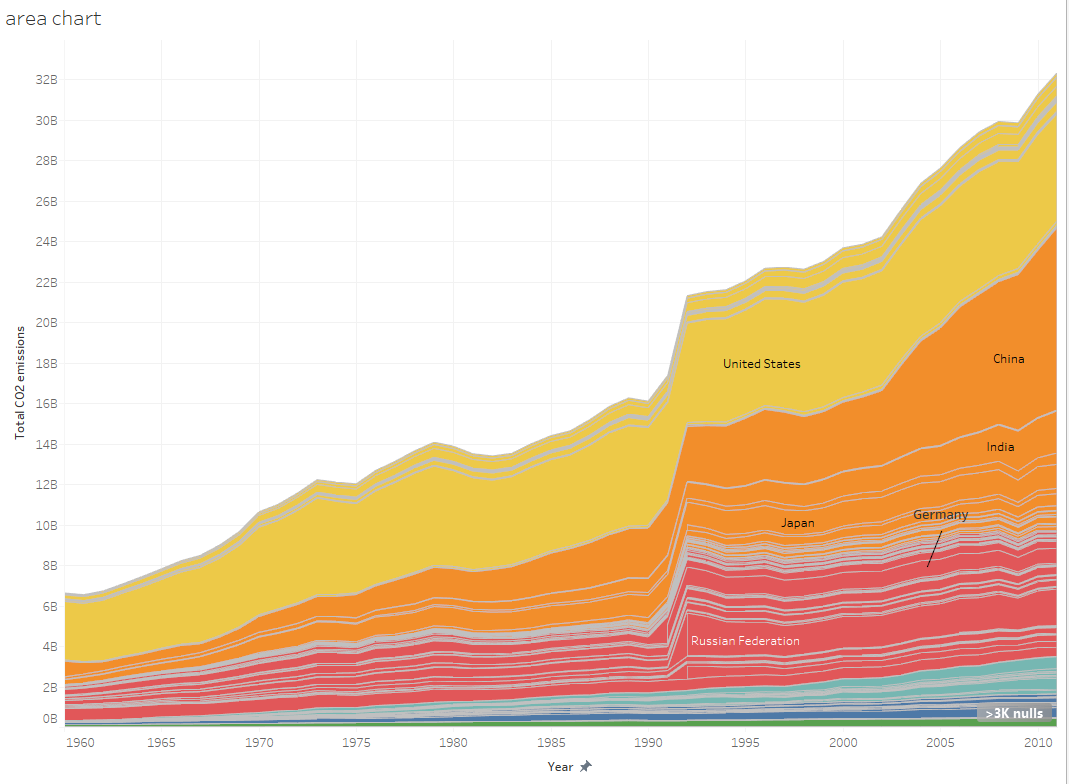 area chart
32B
30B
28B
26B
24B
22B
20B
18B
16B
14B
12B
10B
8B
6B
4B
2B
0B
Total CO2 emissions
United States
China
India
Japan
Germany
Russian Federation
>3K nulls
1960 1965 1970 1975 1980 1985 1990 1995 2000 2005 2010
Year